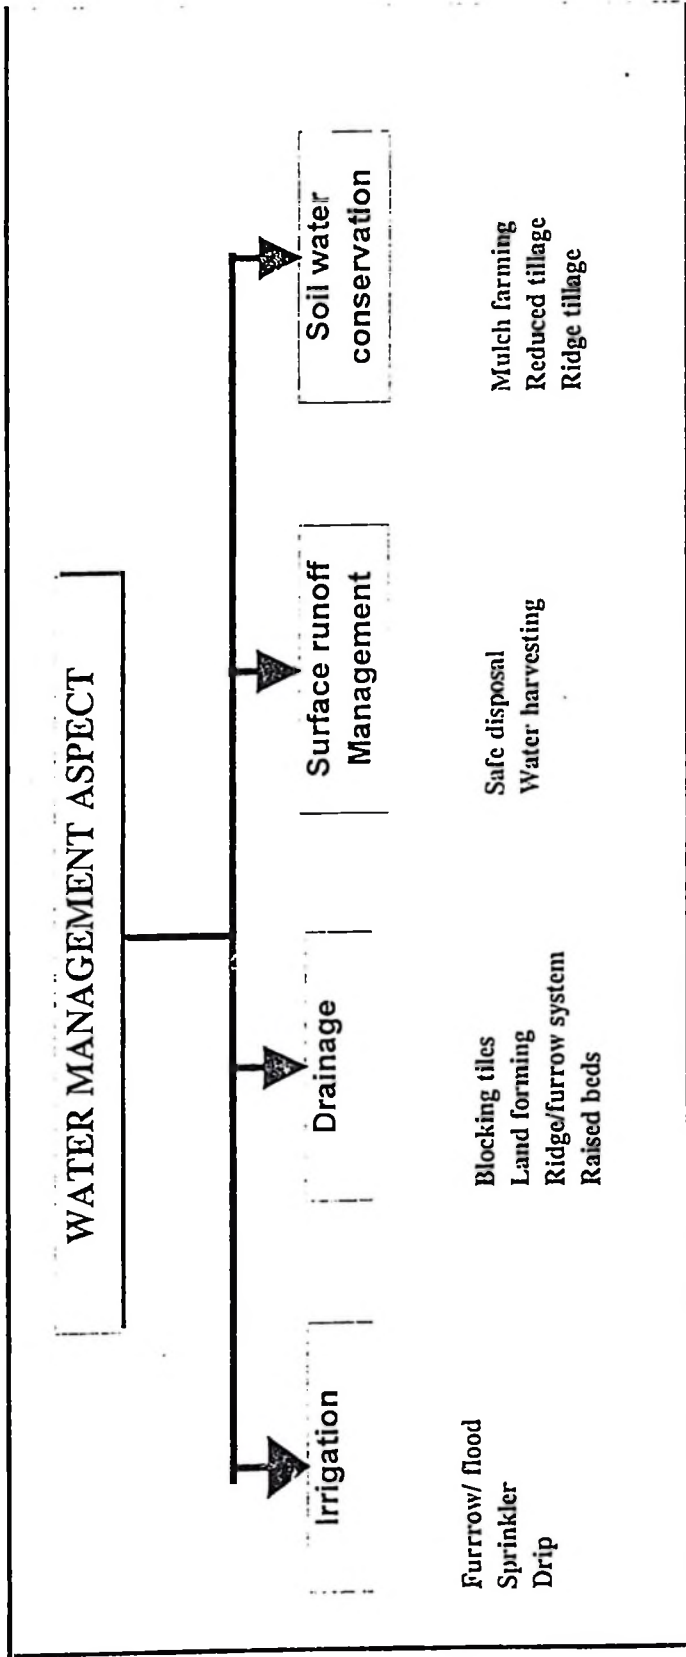 WATER MANAGEMENT ASPECT
Irrigation
Furrrow/ flood
Sprinkler
Drip
Drainage
Blocking tiles
Land forming
Ridge/furrow system
Raised beds
Surface runoff
Management
Safe disposal
Water harvesting
Soil water
conservation
Mulch farming
Reduced tillage
Ridge tillage